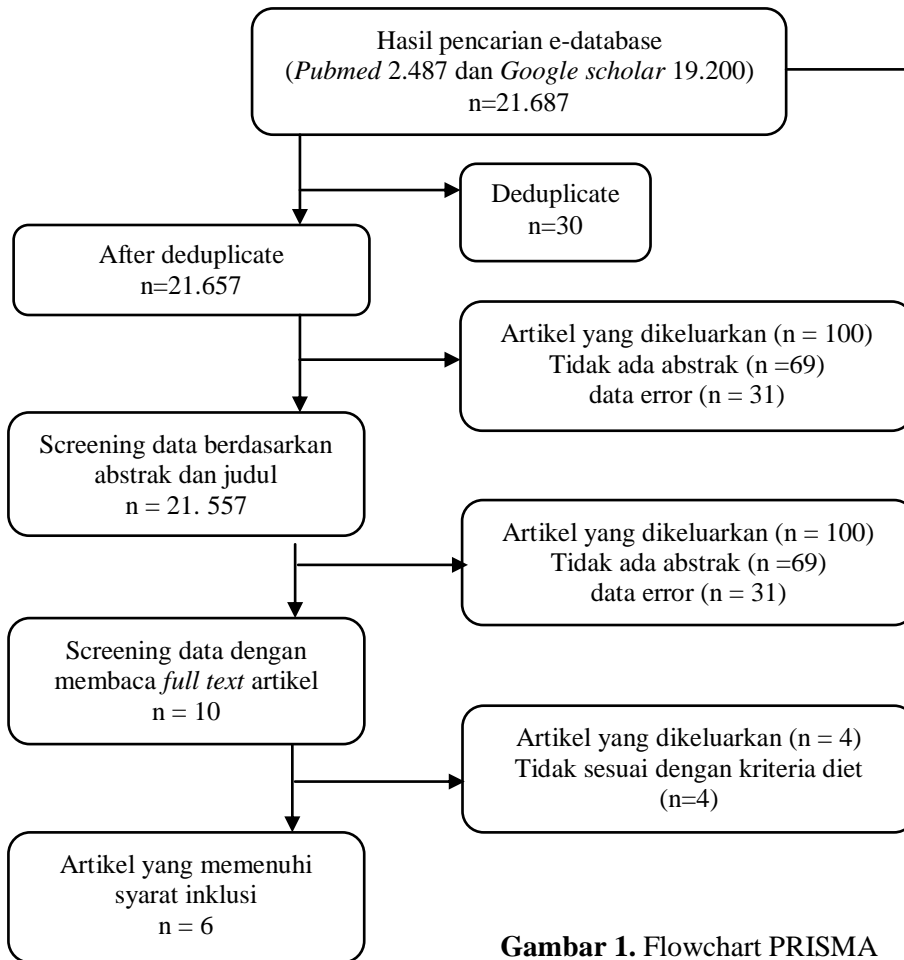 Hasil pencarian e-database
(Pubmed 2.487 dan Google scholar 19.200)
n=21.687
Deduplicate
n=30
After deduplicate
n=21.657
Artikel yang dikeluarkan (n = 100)
Tidak ada abstrak (n =69)
data error (n = 31)
Screening data berdasarkan
abstrak dan judul
n = 21. 557
Artikel yang dikeluarkan (n = 100)
Tidak ada abstrak (n =69)
data error (n = 31)
Screening data dengan
membaca full text artikel
n = 10
Artikel yang dikeluarkan (n = 4)
Tidak sesuai dengan kriteria diet
(n=4)
Artikel yang memenuhi
syarat inklusi
n = 6
Gambar 1. Flowchart PRISMA